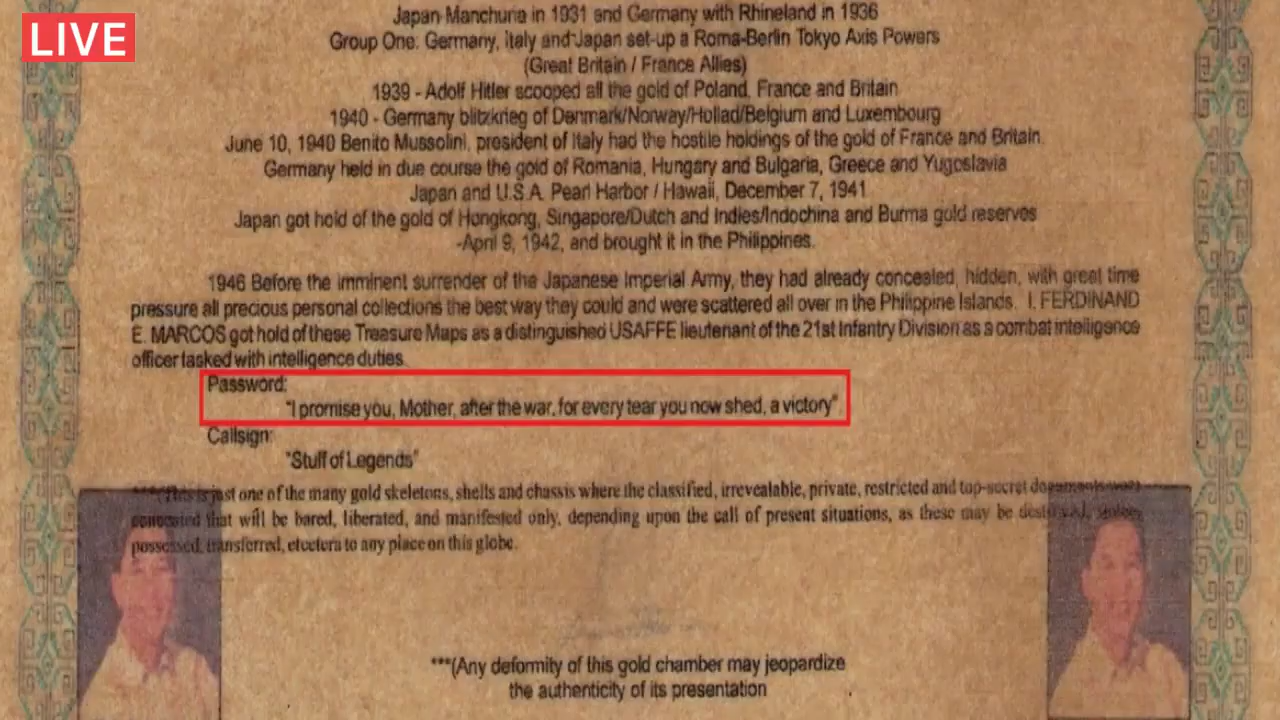 LIVE
Japan Manchuria in 1931 and Germany with Rhineland in 1936
Group One: Germany, Italy and Japan set-up a Roma-Berlin Tokyo Axis Powers
(Great Britain / France Allies)
1939 - Adolf Hitler scooped all the gold of Poland, France and Britain
1940 - Germany blitzkrieg of Denmark/Norway/Hollad/Belgium and Luxembourg
June 10, 1940 Benito Mussolini, president of Italy had the hostile holdings of the gold of France and Britain.
Germany held in due course the gold of Romania, Hungary and Bulgaria, Greece and Yugoslavia
Japan and U.S.A. Pearl Harbor / Hawaii, December 7, 1941
Japan got hold of the gold of Hongkong, Singapore/Dutch and Indies/Indochina and Burma gold reserves
-April 9, 1942, and brought it in the Philippines.
1946 Before the imminent surrender of the Japanese Imperial Army, they had already concealed, hidden, with great time
pressure all precious personal collections the best way they could and were scattered all over in the Philippine Islands. I, FERDINAND
E. MARCOS got hold of these Treasure Maps as a distinguished USAFFE lieutenant of the 21st Infantry Division as a combat intelligence
officer tasked with intelligence duties.
Password:
"I promise you, Mother, after the war, for every tear you now shed, a victory"
Callsign:
"Stuff of Legends"
***(This is just one of the many gold skeletons, shells and chassis where the classified, irrevealable, private, restricted and top-secret documents were
that will be bared, liberated, and manifested only, depending upon the call of present situations, as these may be
possessed, transferred, etcetera to any place on this globe.
***(Any deformity of this gold chamber may jeopardize
the authenticity of its presentation